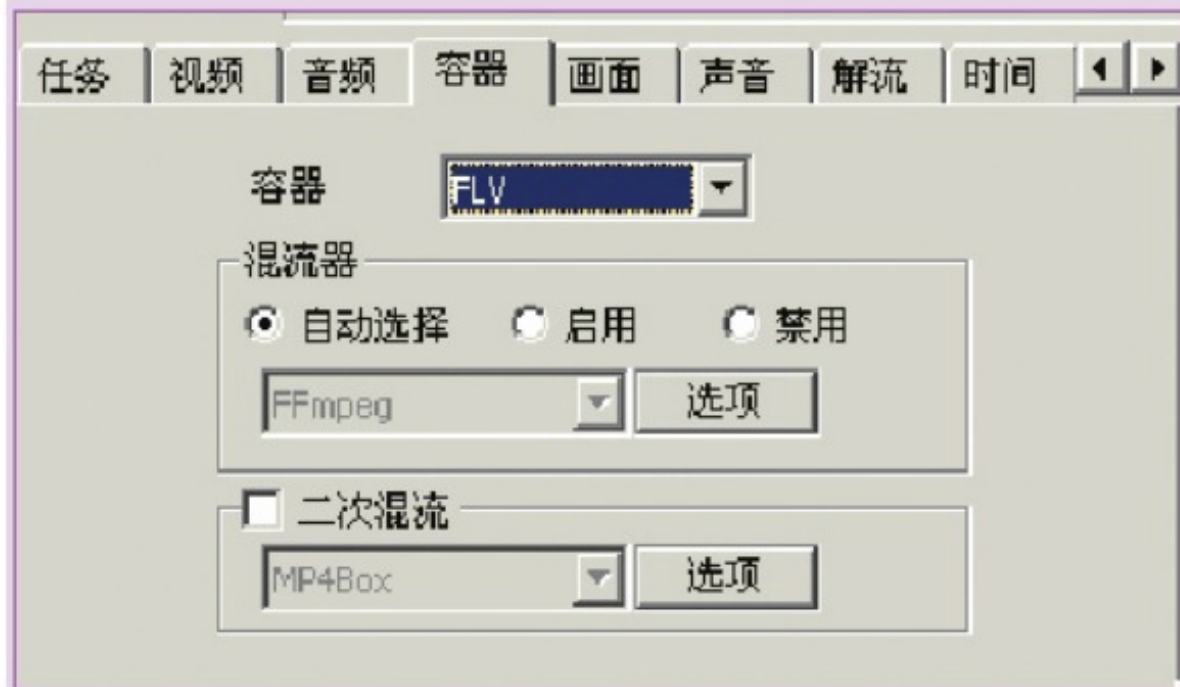 任务 视频 音频 容器 画面 声音 解流 时间
容器 FLV
混流器
自动选择 启用 禁用
FFmpeg 选项
二次混流
MP4Box 选项